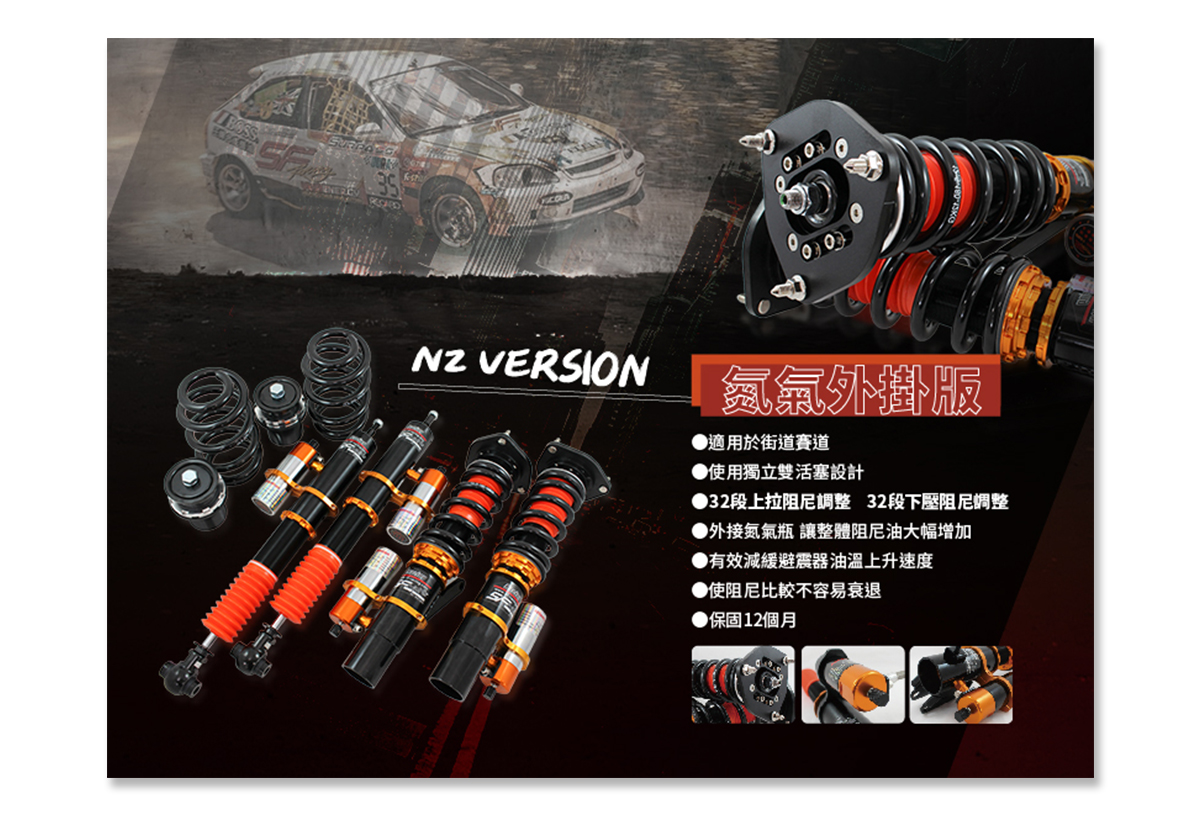 BOSS
SF
Racing
35
NZ VERSION
氮氣外掛版
●適用於街道賽道
●使用獨立雙活塞設計
●32段上拉阻尼調整 32段下壓阻尼調整
●外接氮氣瓶 讓整體阻尼油大幅增加
●有效減緩避震器油溫上升速度
●使阻尼比較不容易衰退
●保固12個月